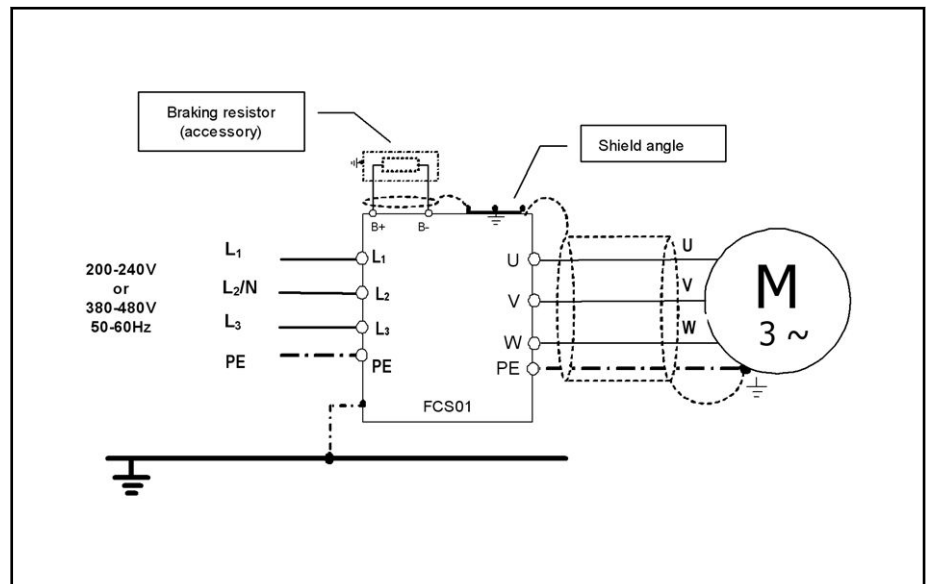 Braking resistor
(accessory)
Shield angle
B+
B-
200-240V
or
380-480V
50-60Hz
L₁
L₂/N
L₃
PE
L₁
L₂
L₃
PE
U
V
W
PE
FCS01
U
V
W
M
3 ~